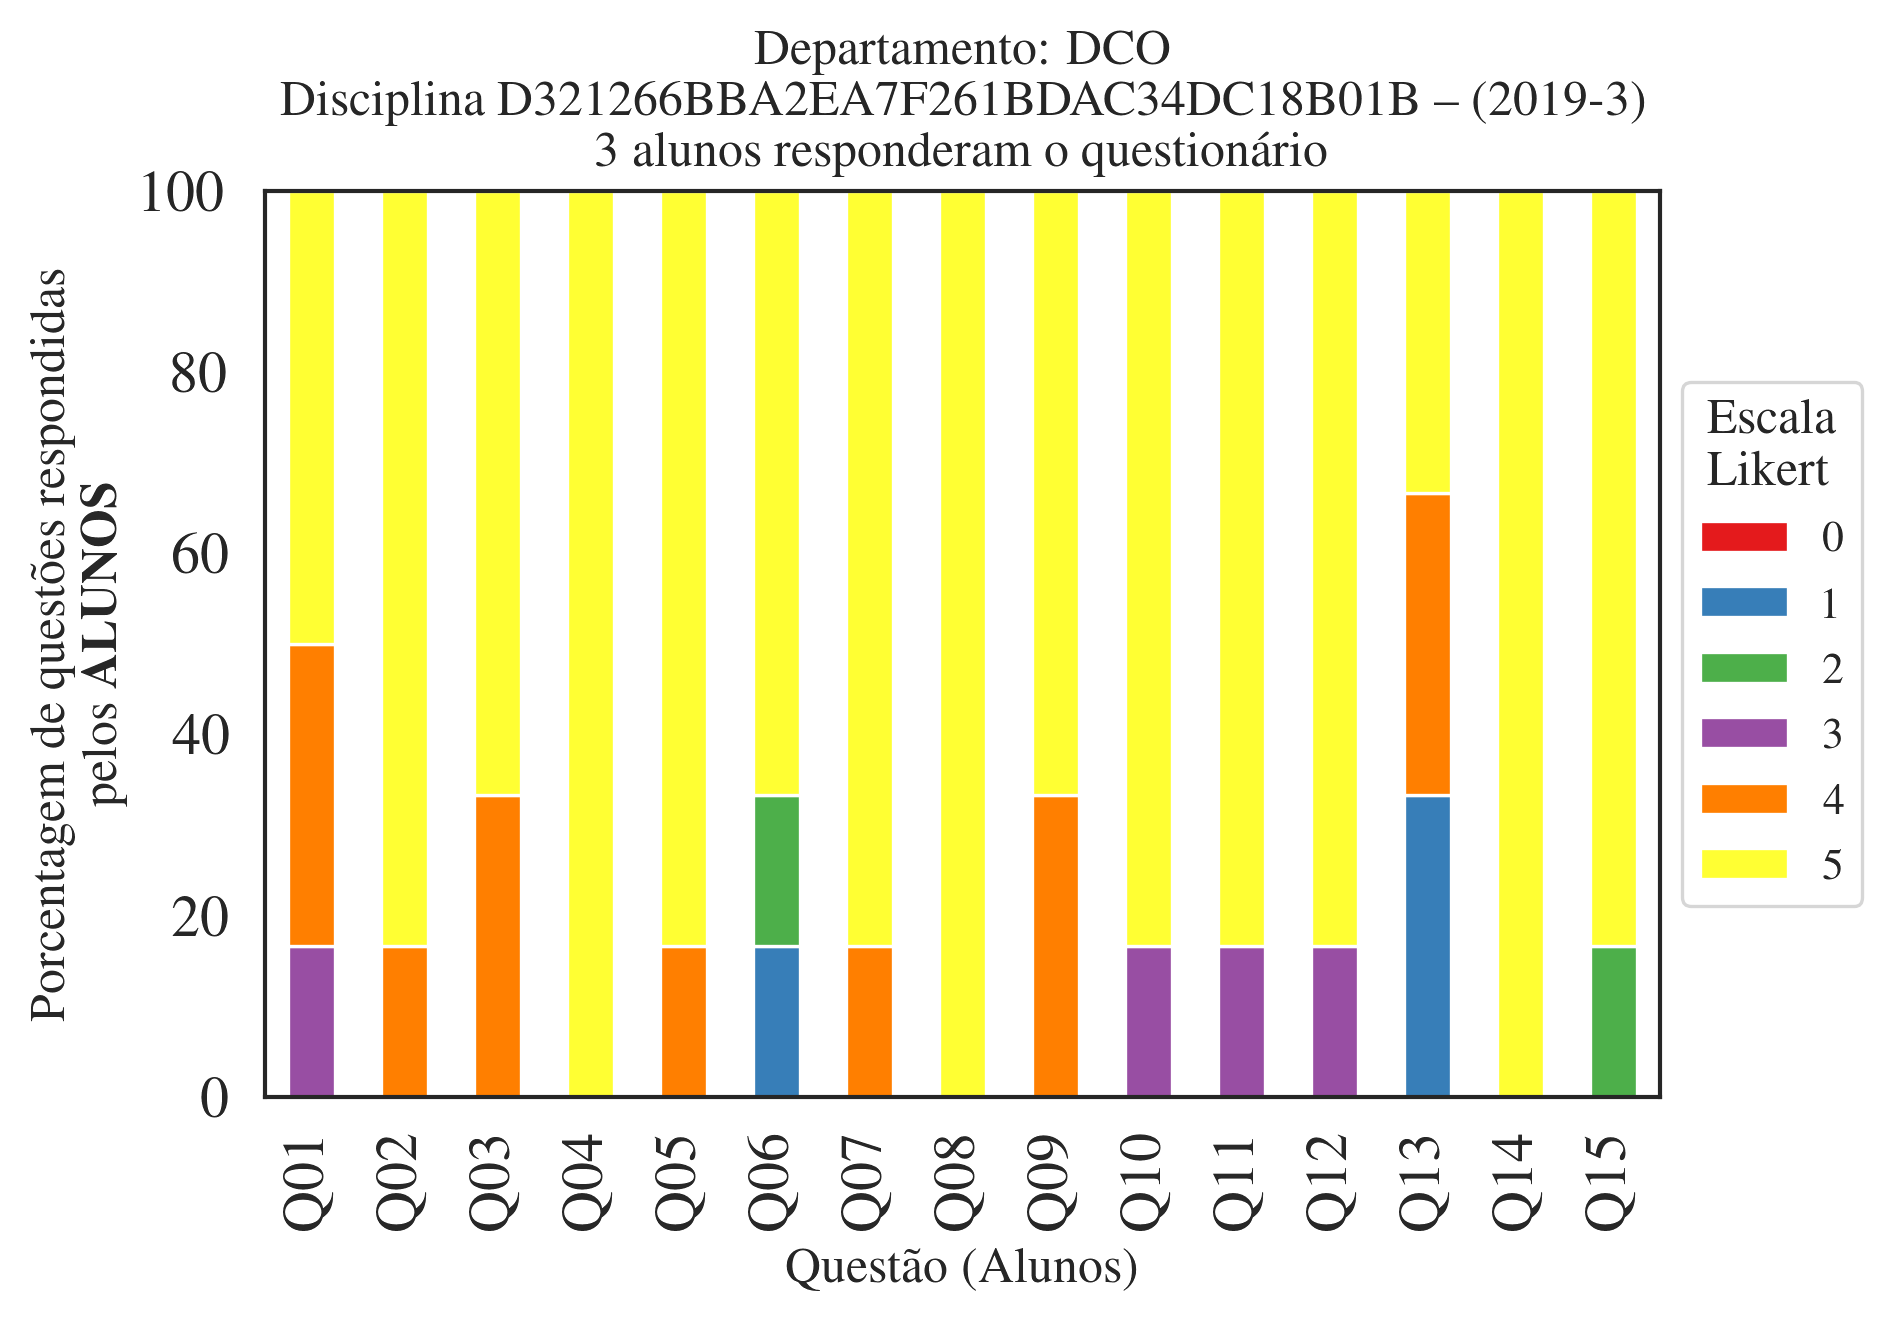 Departamento: DCO
Disciplina D321266BBA2EA7F261BDAC34DC18B01B – (2019-3)
3 alunos responderam o questionário
Porcentagem de questões respondidas
pelos ALUNOS
100
80
60
40
20
0
Q01
Q02
Q03
Q04
Q05
Q06
Q07
Q08
Q09
Q10
Q11
Q12
Q13
Q14
Q15
Questão (Alunos)
Escala
Likert
0
1
2
3
4
5